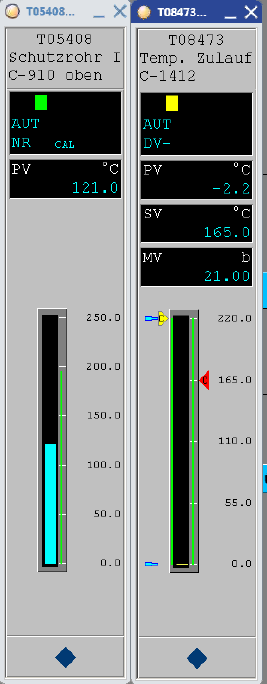 T05408...
T05408
Schutzrohr I
C-910 oben
AUT
NR CAL
PV °C
121.0
250.0
200.0
150.0
100.0
50.0
0.0
T08473...
T08473
Temp. Zulauf
C-1412
AUT
DV-
PV °C
-2.2
SV °C
165.0
MV b
21.00
220.0
165.0
110.0
55.0
0.0